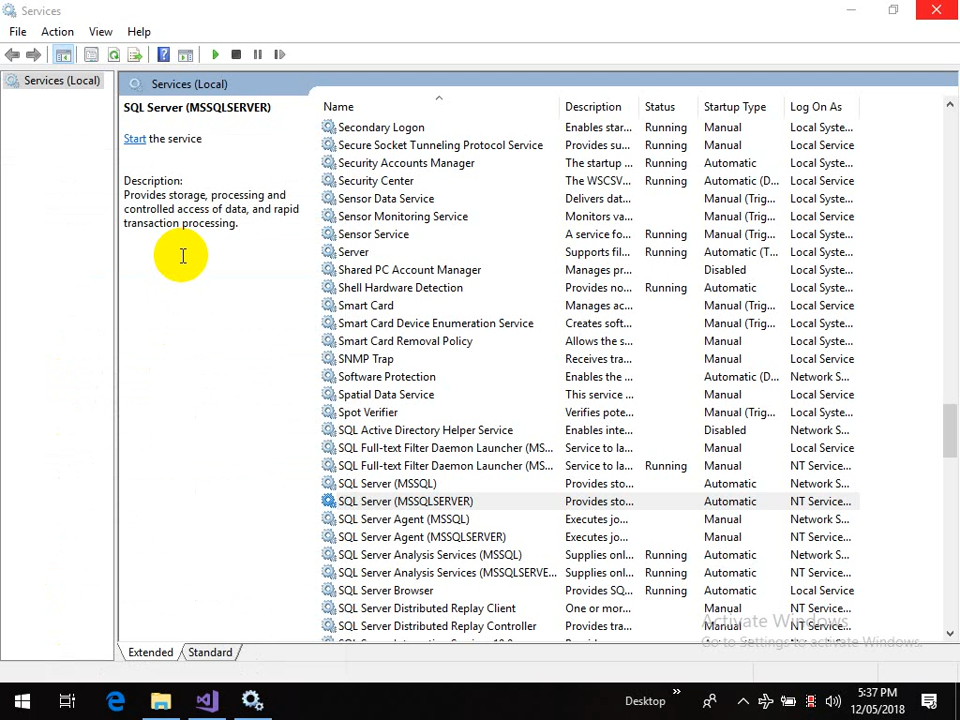 Services
File Action View Help
Services (Local)
Services (Local)
SQL Server (MSSQLSERVER)
Start the service
Description:
Provides storage, processing and
controlled access of data, and rapid
transaction processing.
Name Description Status Startup Type Log On As
Secondary Logon Enables star... Running Manual Local Syste...
Secure Socket Tunneling Protocol Service Provides su... Running Manual Local Service
Security Accounts Manager The startup ... Running Automatic Local Syste...
Security Center The WSCSV... Running Automatic (D... Local Service
Sensor Data Service Delivers dat... Manual (Trig... Local Syste...
Sensor Monitoring Service Monitors va... Manual (Trig... Local Service
Sensor Service A service fo... Running Manual (Trig... Local Syste...
Server Supports fil... Running Automatic (T... Local Syste...
Shared PC Account Manager Manages pr... Disabled Local Syste...
Shell Hardware Detection Provides no... Running Automatic Local Syste...
Smart Card Manages ac... Manual (Trig... Local Service
Smart Card Device Enumeration Service Creates soft... Manual (Trig... Local Syste...
Smart Card Removal Policy Allows the s... Manual Local Syste...
SNMP Trap Receives tra... Manual Local Service
Software Protection Enables the ... Automatic (D... Network S...
Spatial Data Service This service ... Manual Local Service
Spot Verifier Verifies pote... Manual (Trig... Local Syste...
SQL Active Directory Helper Service Enables inte... Disabled Network S...
SQL Full-text Filter Daemon Launcher (MS... Service to la... Manual Local Service
SQL Full-text Filter Daemon Launcher (MS... Service to la... Running Manual NT Service...
SQL Server (MSSQL) Provides sto... Automatic Network S...
SQL Server (MSSQLSERVER) Provides sto... Automatic NT Service...
SQL Server Agent (MSSQL) Executes jo... Manual Network S...
SQL Server Agent (MSSQLSERVER) Executes jo... Manual NT Service...
SQL Server Analysis Services (MSSQL) Supplies onl... Running Automatic Network S...
SQL Server Analysis Services (MSSQLSERVE... Supplies onl... Running Automatic NT Service...
SQL Server Browser Provides SQ... Running Automatic Local Service
SQL Server Distributed Replay Client One or mor... Manual NT Service...
SQL Server Distributed Replay Controller Provides tra... Manual NT Service...
Activate Windows
Go to Settings to activate Windows.
Extended Standard
Desktop
5:37 PM
12/05/2018